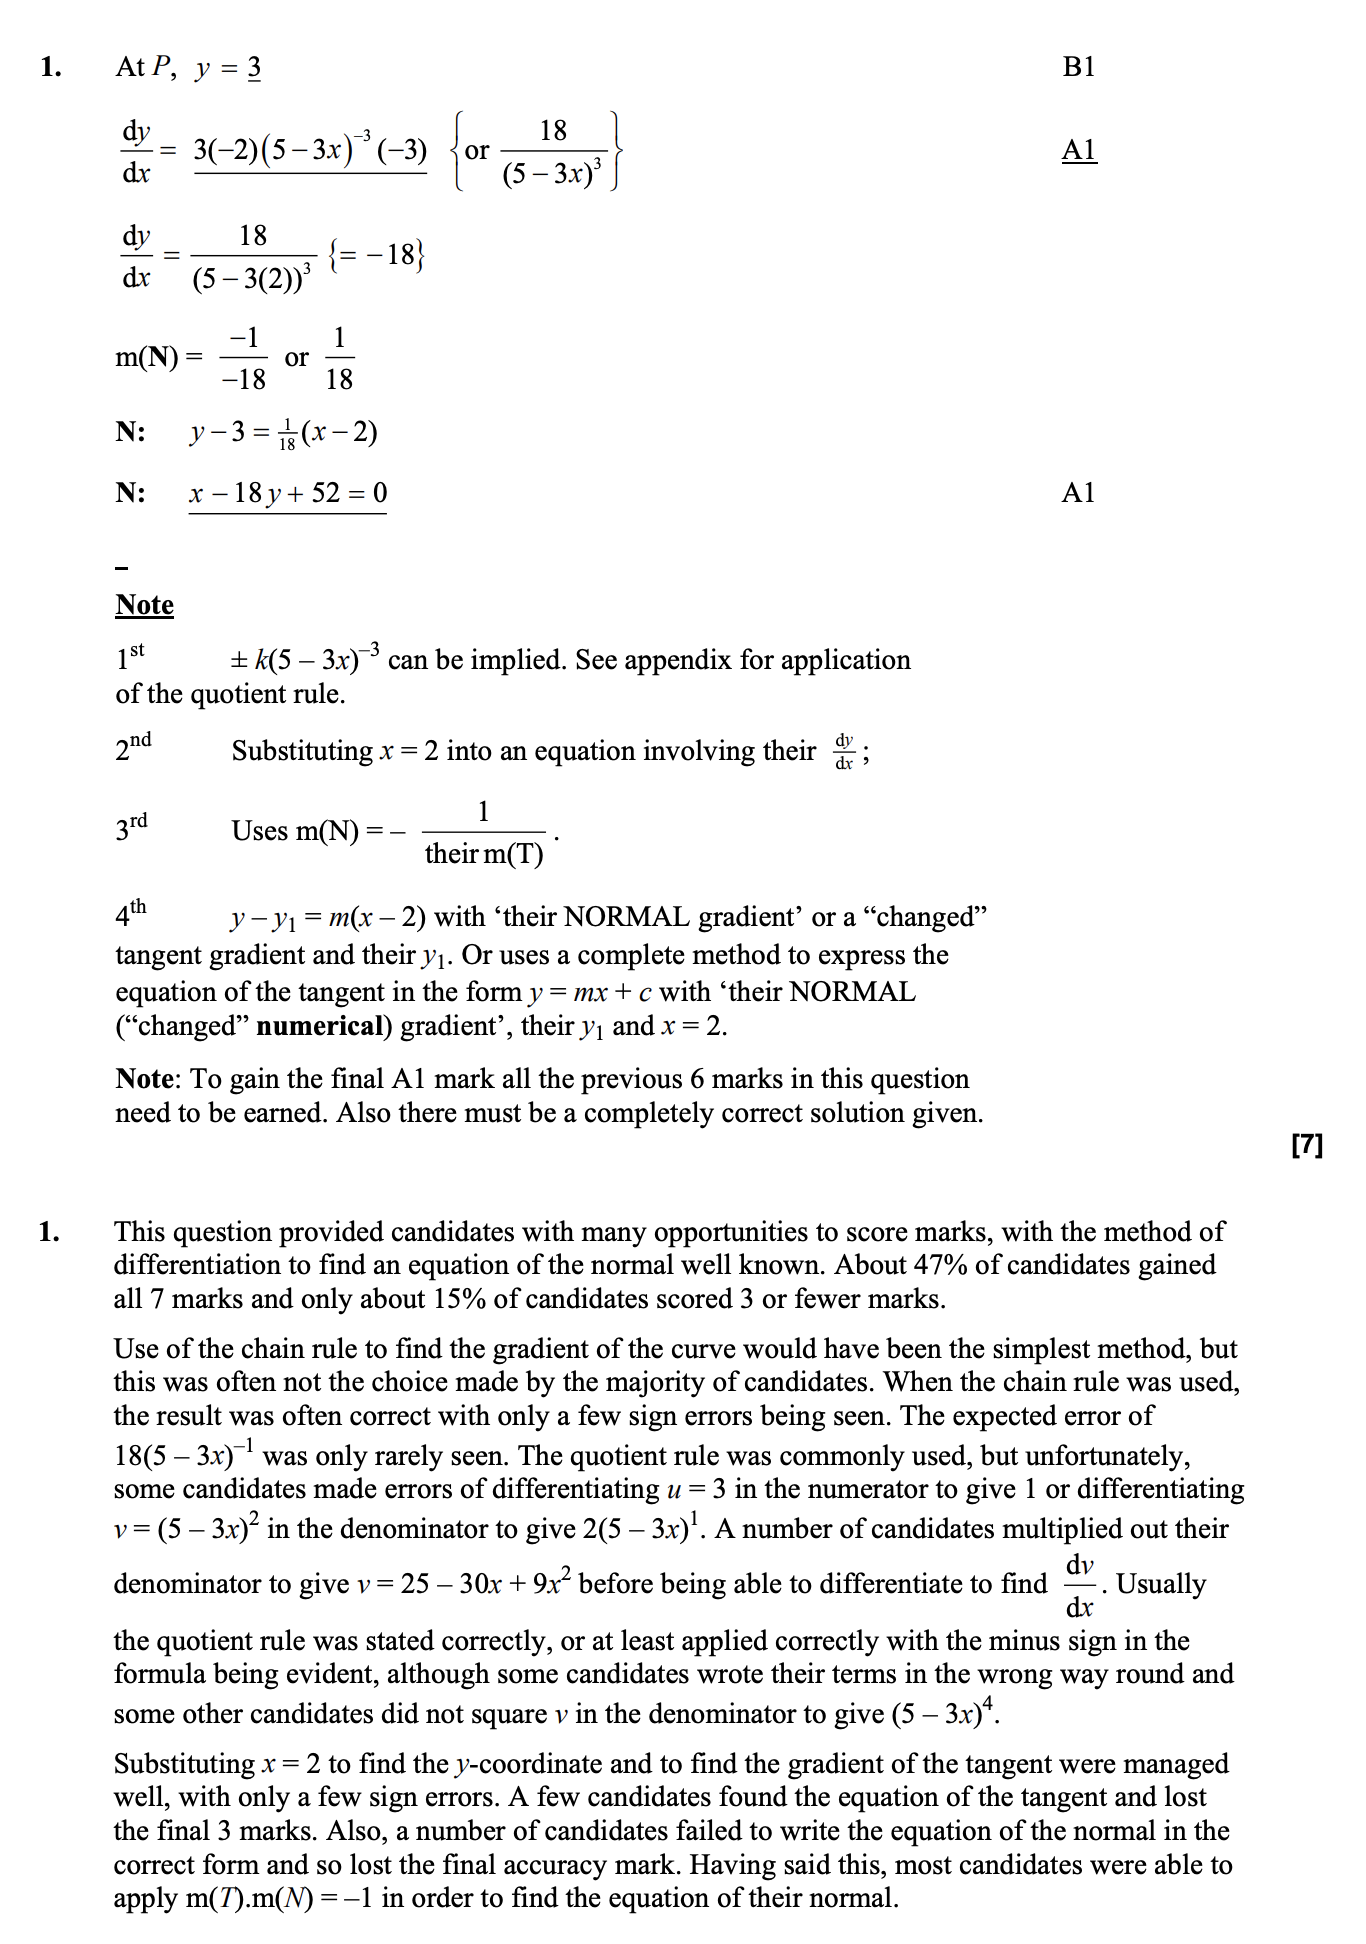 1. At P, y = 3 B1
dy/dx = 3(–2)(5 – 3x)^–3 (–3) {or 18/(5 – 3x)^3} A1
dy/dx = 18/(5 – 3(2))^3 {= –18}
m(N) = –1/–18 or 1/18
N: y – 3 = 1/18(x – 2)
N: x – 18y + 52 = 0 A1
–
Note
1st ± k(5 – 3x)^–3 can be implied. See appendix for application
of the quotient rule.
2nd Substituting x = 2 into an equation involving their dy/dx ;
3rd Uses m(N) = – 1/their m(T) .
4th y – y₁ = m(x – 2) with ‘their NORMAL gradient’ or a “changed”
tangent gradient and their y₁. Or uses a complete method to express the
equation of the tangent in the form y = mx + c with ‘their NORMAL
(“changed” numerical) gradient’, their y₁ and x = 2.
Note: To gain the final A1 mark all the previous 6 marks in this question
need to be earned. Also there must be a completely correct solution given.
[7]
1. This question provided candidates with many opportunities to score marks, with the method of
differentiation to find an equation of the normal well known. About 47% of candidates gained
all 7 marks and only about 15% of candidates scored 3 or fewer marks.
Use of the chain rule to find the gradient of the curve would have been the simplest method, but
this was often not the choice made by the majority of candidates. When the chain rule was used,
the result was often correct with only a few sign errors being seen. The expected error of
18(5 – 3x)^–1 was only rarely seen. The quotient rule was commonly used, but unfortunately,
some candidates made errors of differentiating u = 3 in the numerator to give 1 or differentiating
v = (5 – 3x)^2 in the denominator to give 2(5 – 3x)^1. A number of candidates multiplied out their
denominator to give v = 25 – 30x + 9x^2 before being able to differentiate to find dv/dx . Usually
the quotient rule was stated correctly, or at least applied correctly with the minus sign in the
formula being evident, although some candidates wrote their terms in the wrong way round and
some other candidates did not square v in the denominator to give (5 – 3x)^4.
Substituting x = 2 to find the y-coordinate and to find the gradient of the tangent were managed
well, with only a few sign errors. A few candidates found the equation of the tangent and lost
the final 3 marks. Also, a number of candidates failed to write the equation of the normal in the
correct form and so lost the final accuracy mark. Having said this, most candidates were able to
apply m(T).m(N) = –1 in order to find the equation of their normal.